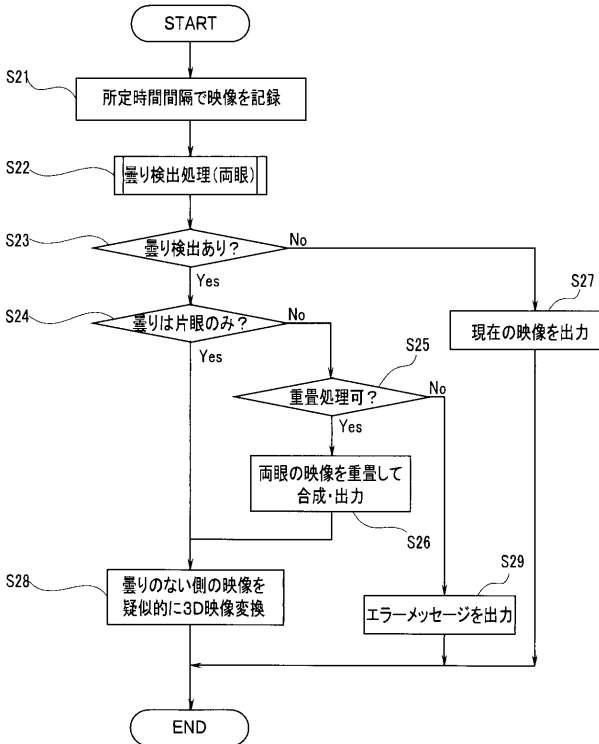 START
S21
所定時間間隔で映像を記録
S22
曇り検出処理(両眼)
S23
曇り検出あり?
No
Yes
S27
現在の映像を出力
S24
曇りは片眼のみ?
No
Yes
S25
重畳処理可?
No
Yes
両眼の映像を重畳して
合成・出力
S26
S28
曇りのない側の映像を
疑似的に3D映像変換
S29
エラーメッセージを出力
END